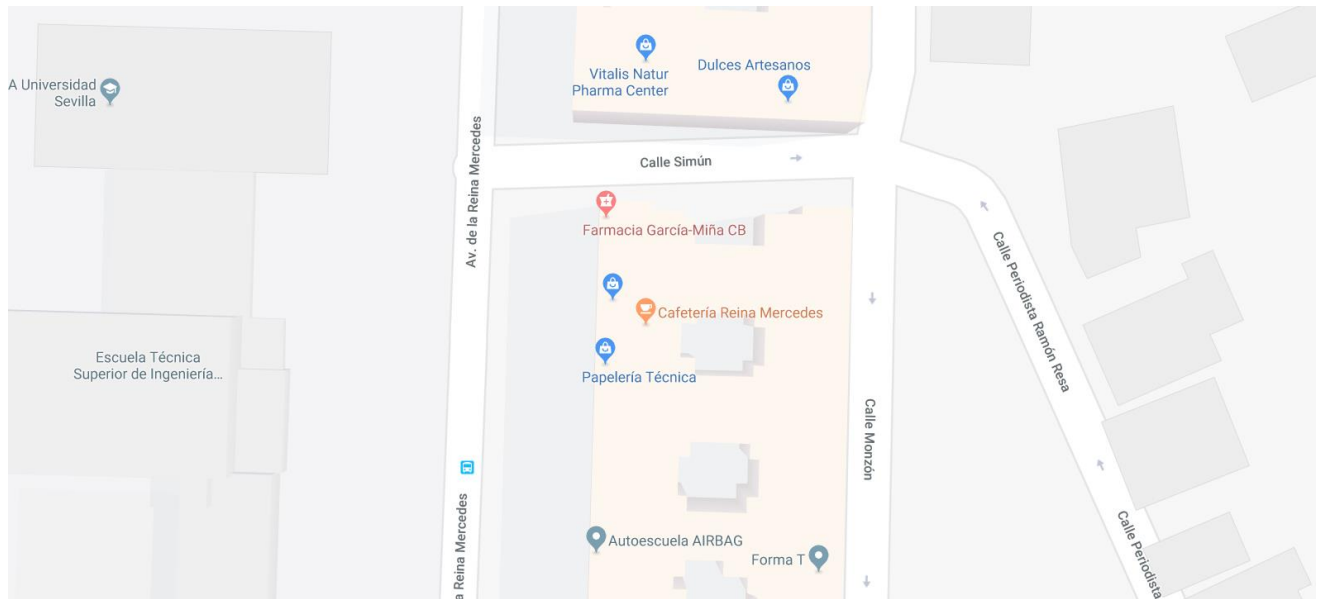 A Universidad
Sevilla
Vitalis Natur
Pharma Center
Dulces Artesanos
Av. de la Reina Mercedes
Calle Simún
Farmacia García-Miña CB
Calle Periodista Ramón Resa
Cafetería Reina Mercedes
Escuela Técnica
Superior de Ingeniería...
Papelería Técnica
Calle Monzón
a Reina Mercedes
Autoescuela AIRBAG
Forma T
Calle Periodista